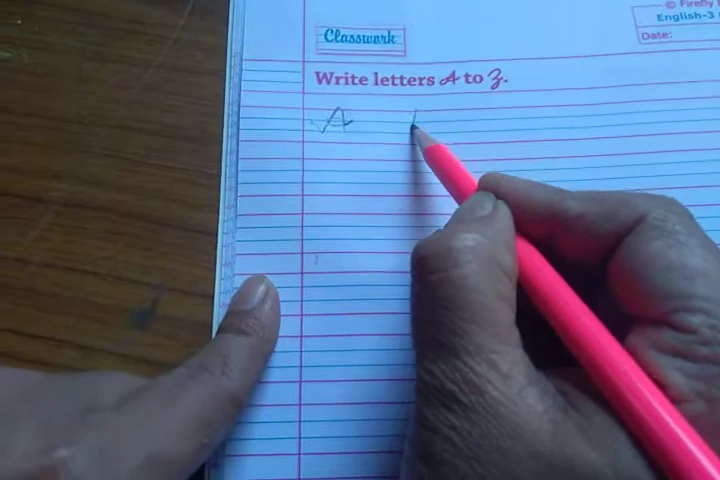 © Firefly
English-3
Date:
Classwork
Write letters A to Z.
A